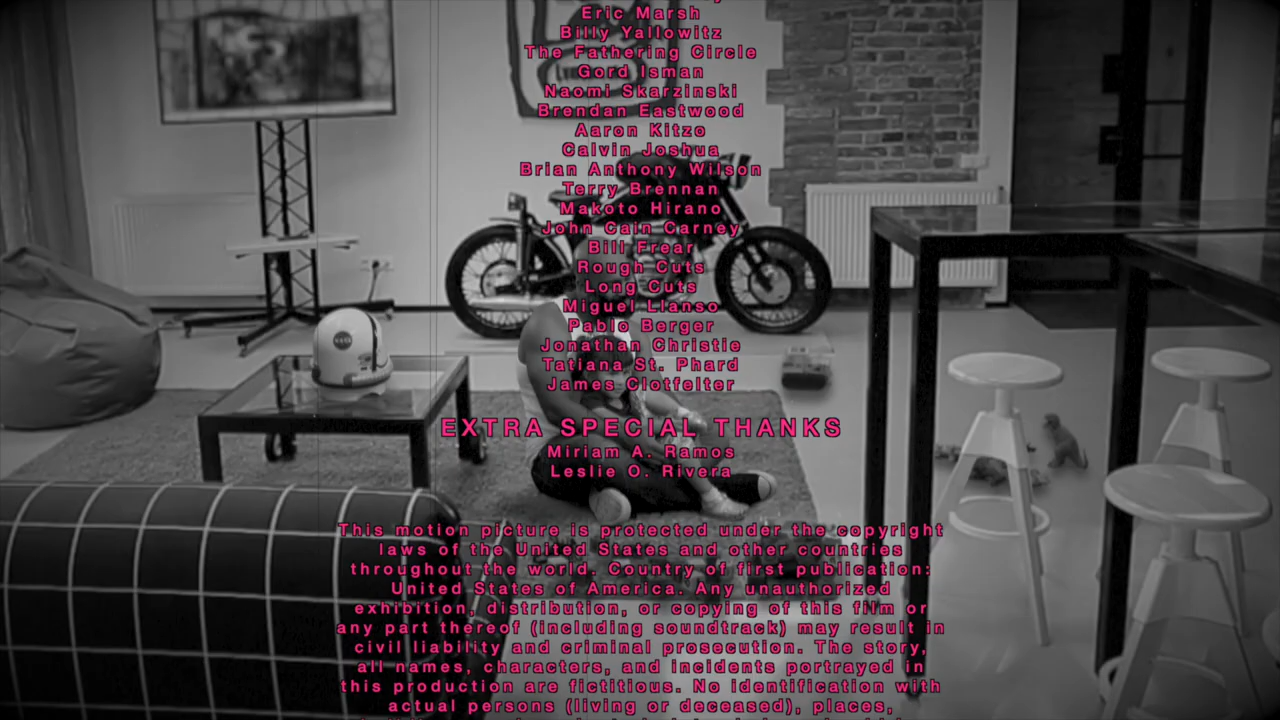 Eric Marsh
Billy Yallowitz
The Fathering Circle
Gord Isman
Naomi Skarzinski
Brendan Eastwood
Aaron Kitzo
Calvin Joshua
Brian Anthony Wilson
Terry Brennan
Makoto Hirano
John Cain Carney
Bill Frear
Rough Cuts
Long Cuts
Miguel Llanso
Pablo Berger
Jonathan Christie
Tatiana St. Phard
James Clotfelter
EXTRA SPECIAL THANKS
Miriam A. Ramos
Leslie O. Rivera
This motion picture is protected under the copyright
laws of the United States and other countries
throughout the world. Country of first publication:
United States of America. Any unauthorized
exhibition, distribution, or copying of this film or
any part thereof (including soundtrack) may result in
civil liability and criminal prosecution. The story,
all names, characters, and incidents portrayed in
this production are fictitious. No identification with
actual persons (living or deceased), places,